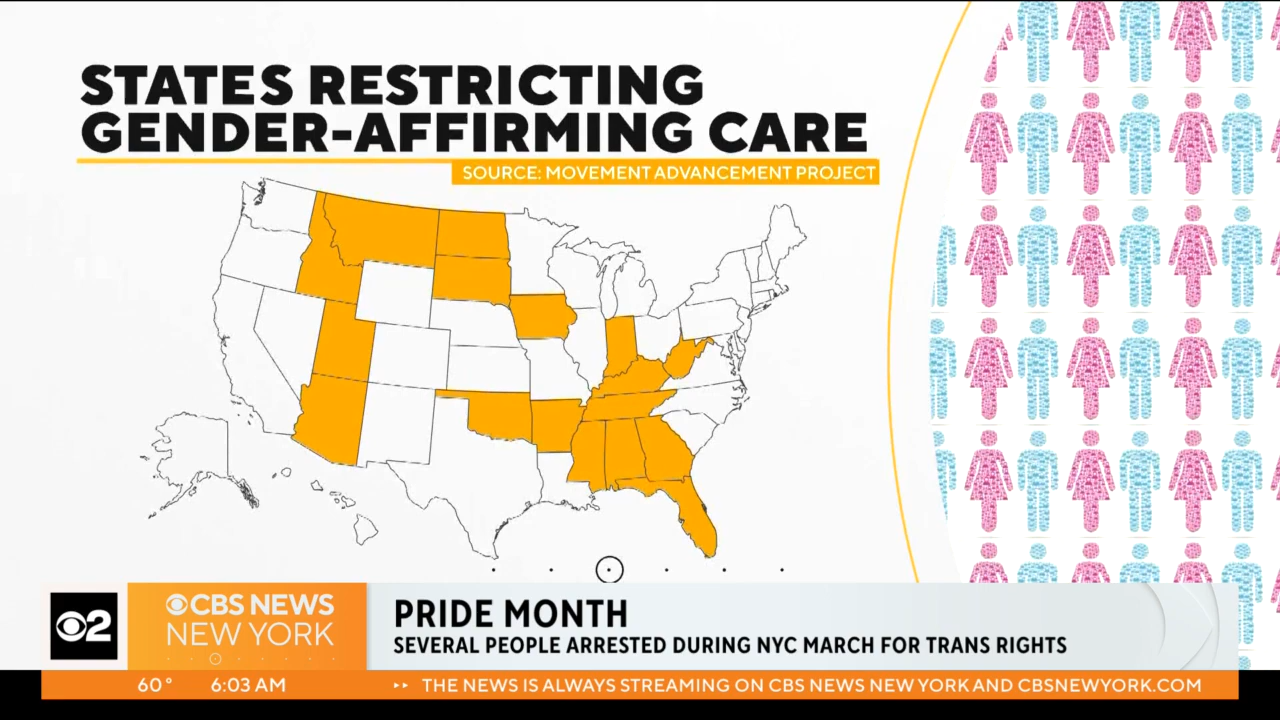 STATES RESTRICTING
GENDER-AFFIRMING CARE
SOURCE: MOVEMENT ADVANCEMENT PROJECT
2
CBS NEWS
NEW YORK
PRIDE MONTH
SEVERAL PEOPLE ARRESTED DURING NYC MARCH FOR TRANS RIGHTS
60° 6:03 AM THE NEWS IS ALWAYS STREAMING ON CBS NEWS NEW YORK AND CBSNEWYORK.COM